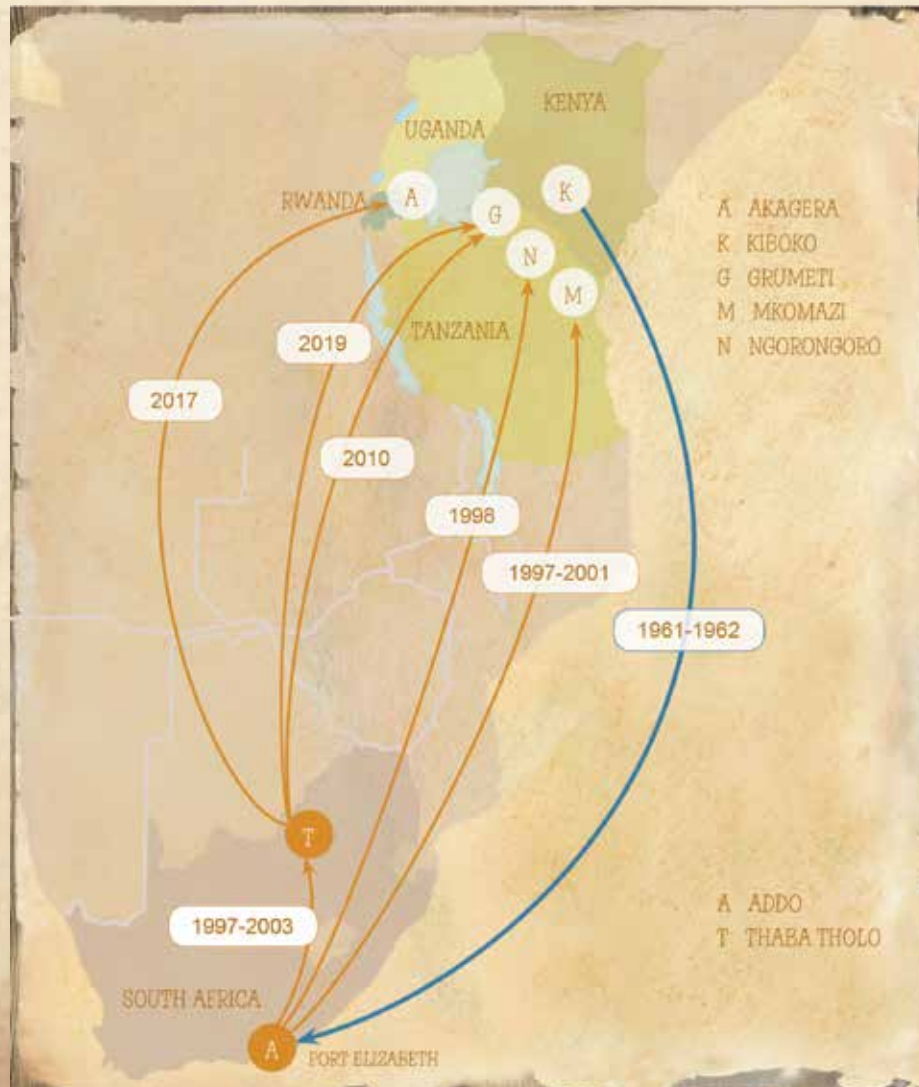 KENYA
UGANDA
RWANDA
A
K
G
N
M
TANZANIA
A AKAGERA
K KIBOKO
G GRUMETI
M MKOMAZI
N NGORONGORO
2019
2017
2010
1998
1997-2001
1961-1962
T
1997-2003
A ADDO
T THABA THOLO
SOUTH AFRICA
A
PORT ELIZABETH